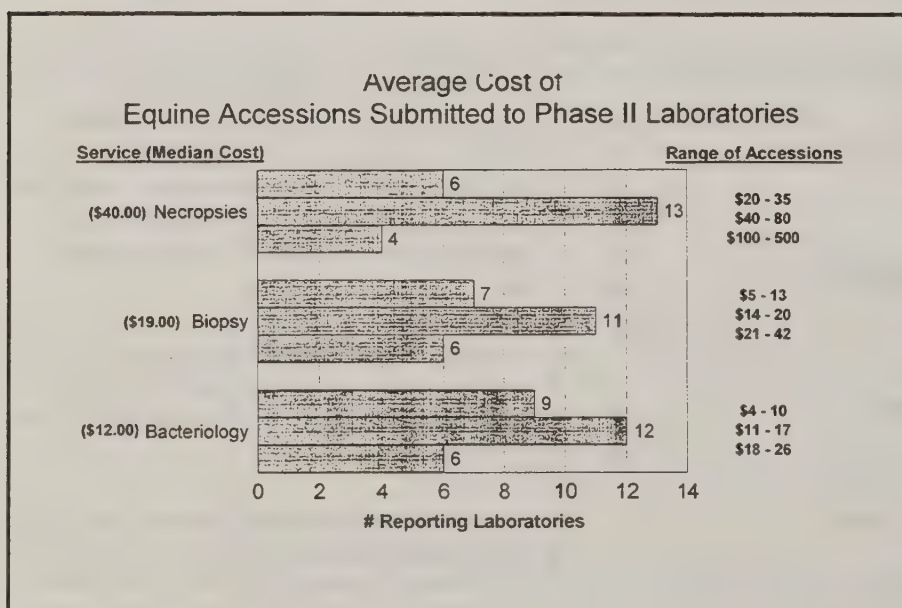 Average Cost of
Equine Accessions Submitted to Phase II Laboratories
Service (Median Cost)
Range of Accessions
6
($40.00) Necropsies
13
4
$20 - 35
$40 - 80
$100 - 500
7
($19.00) Biopsy
11
6
$5 - 13
$14 - 20
$21 - 42
9
($12.00) Bacteriology
12
6
$4 - 10
$11 - 17
$18 - 26
0 2 4 6 8 10 12 14
# Reporting Laboratories